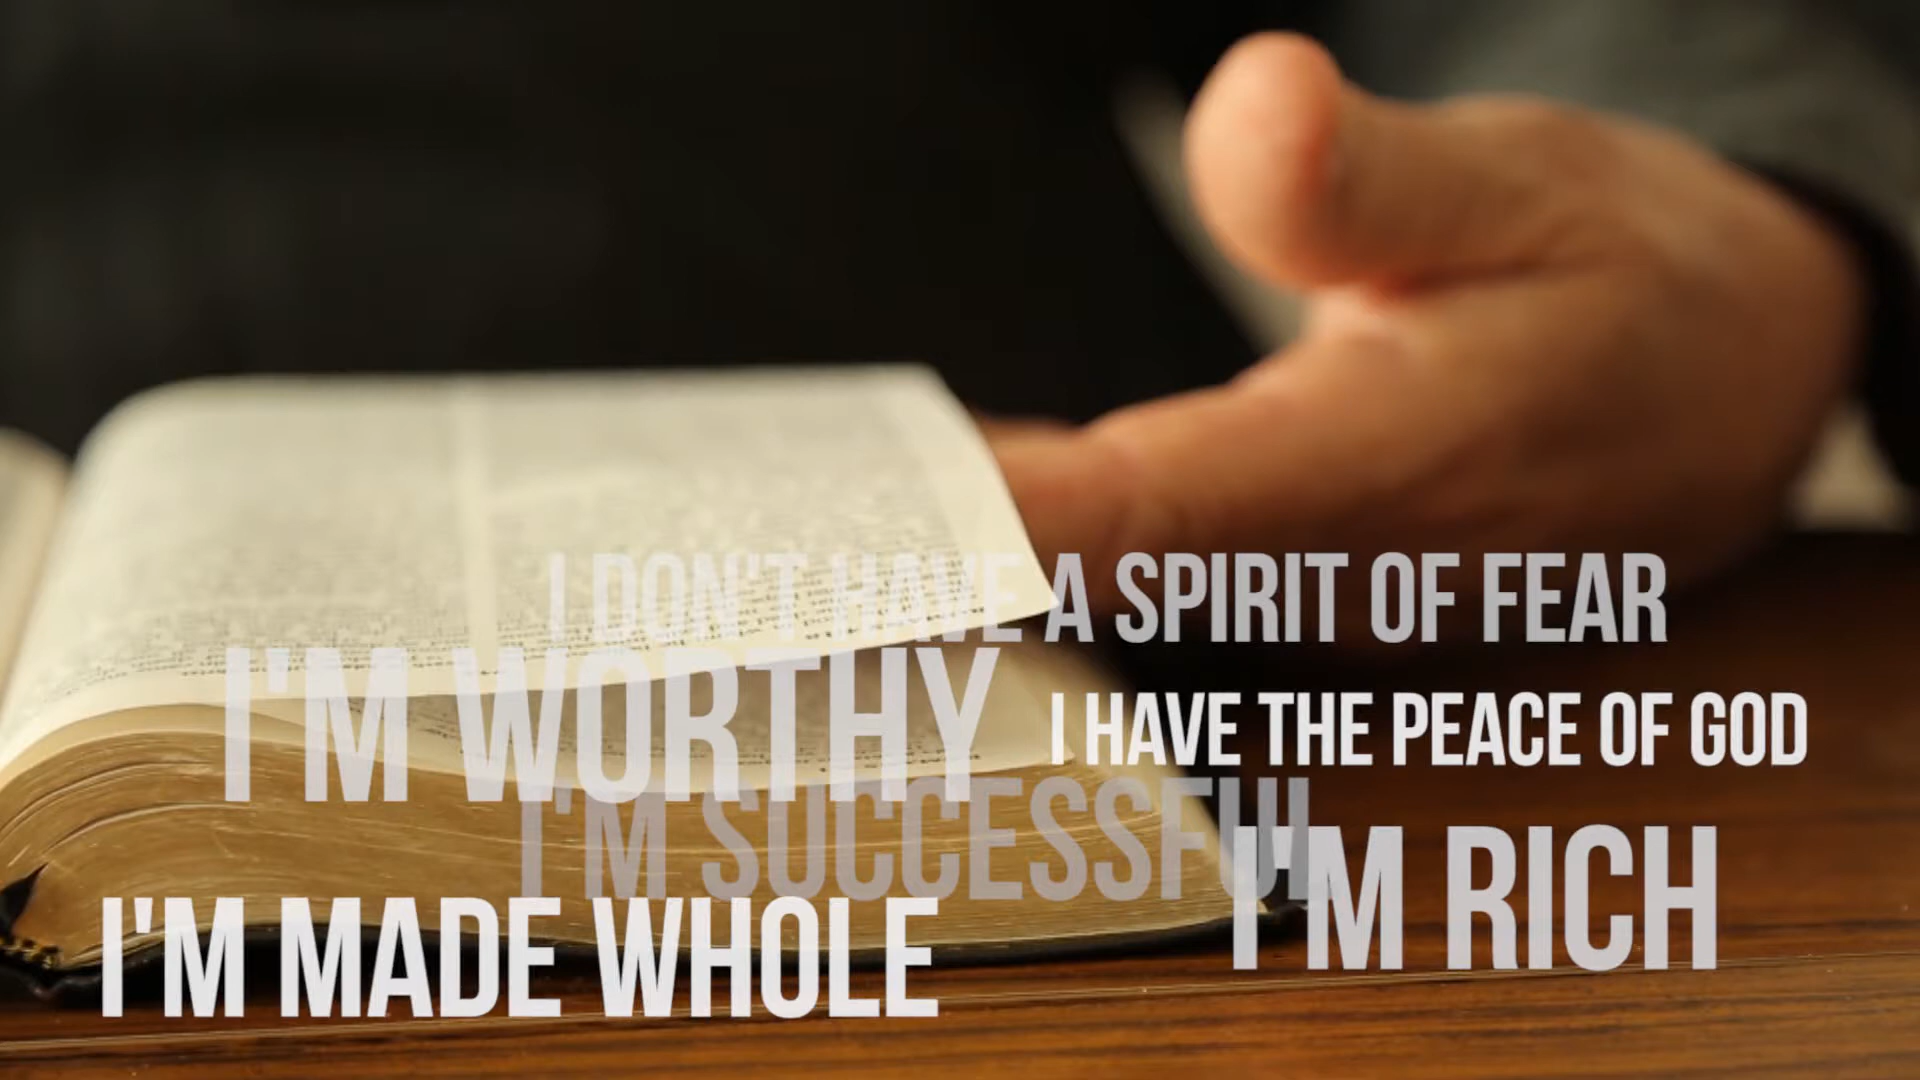 I DON'T HAVE A SPIRIT OF FEAR
I'M WORTHY
I HAVE THE PEACE OF GOD
I'M SUCCESSFUL
I'M RICH
I'M MADE WHOLE